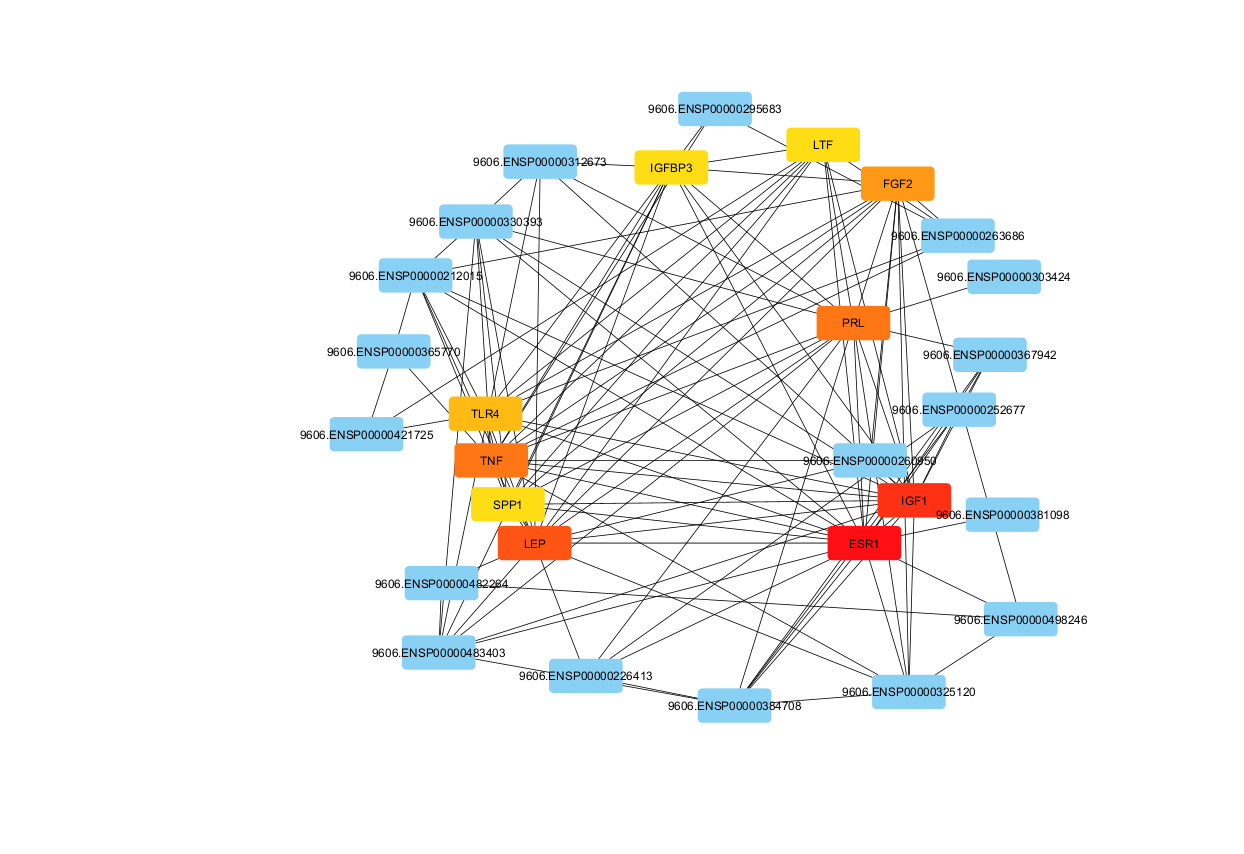 9606.ENSP00000295683
LTF
9606.ENSP00000312673
IGFBP3
FGF2
9606.ENSP00000330393
9606.ENSP00000263686
9606.ENSP00000212015
9606.ENSP00000303424
PRL
9606.ENSP00000365770
9606.ENSP00000367942
TLR4
9606.ENSP00000252677
9606.ENSP00000421725
TNF
9606.ENSP00000260950
SPP1
IGF1
9606.ENSP00000381098
LEP
ESR1
9606.ENSP00000482264
9606.ENSP00000498246
9606.ENSP00000483403
9606.ENSP00000226413
9606.ENSP00000325120
9606.ENSP00000384708